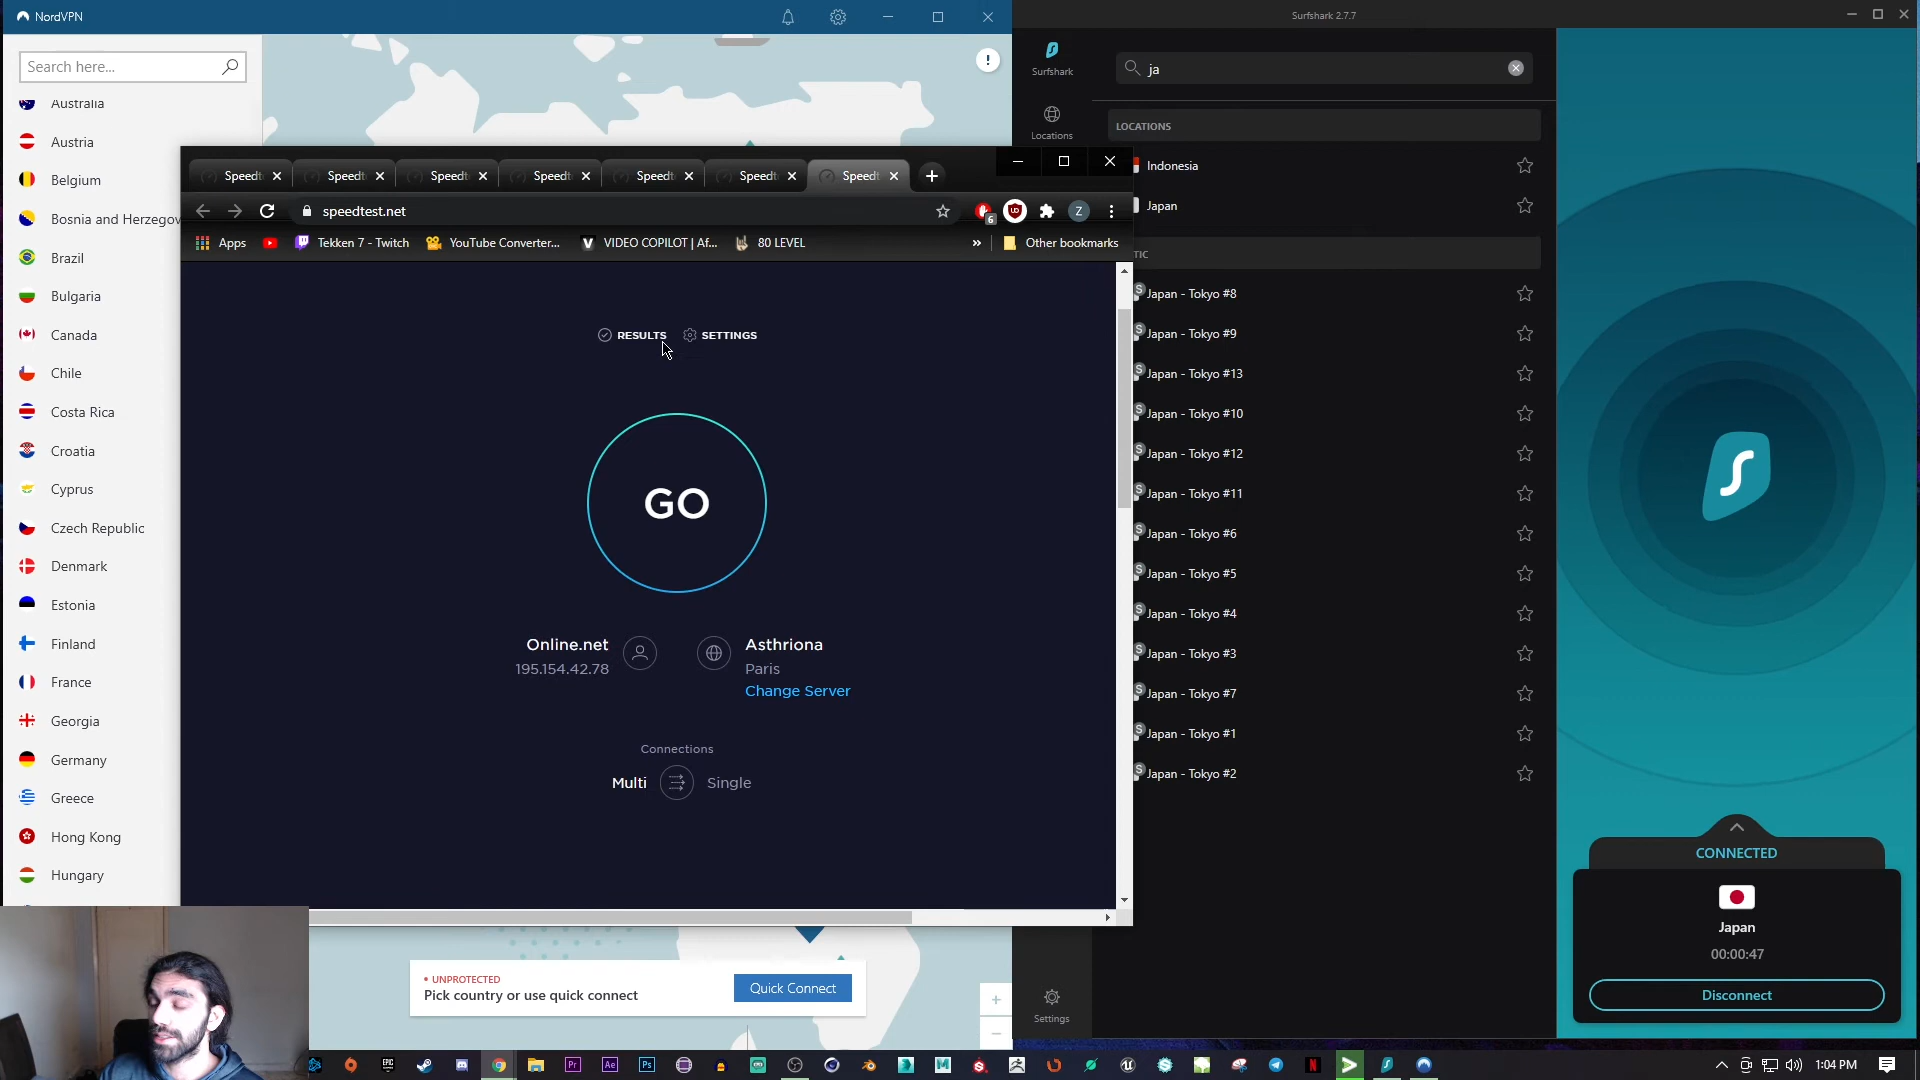 NordVPN
Search here...
Australia
Austria
Belgium
Bosnia and Herzegov
Brazil
Bulgaria
Canada
Chile
Costa Rica
Croatia
Cyprus
Czech Republic
Denmark
Estonia
Finland
France
Georgia
Germany
Greece
Hong Kong
Hungary
Speedt
Speedt
Speedt
Speedt
Speedt
Speedt
Speedt
speedtest.net
6
Z
Apps
Tekken 7 - Twitch
YouTube Converter...
VIDEO COPILOT | Af...
80 LEVEL
»
Other bookmarks
RESULTS
SETTINGS
GO
Online.net
195.154.42.78
Asthriona
Paris
Change Server
Connections
Multi
Single
UNPROTECTED
Pick country or use quick connect
Quick Connect
Surfshark 2.7.7
Surfshark
Locations
Settings
ja
LOCATIONS
Indonesia
Japan
TIC
Japan - Tokyo #8
Japan - Tokyo #9
Japan - Tokyo #13
Japan - Tokyo #10
Japan - Tokyo #12
Japan - Tokyo #11
Japan - Tokyo #6
Japan - Tokyo #5
Japan - Tokyo #4
Japan - Tokyo #3
Japan - Tokyo #7
Japan - Tokyo #1
Japan - Tokyo #2
CONNECTED
Japan
00:00:47
Disconnect
EPIC
Pr
Ae
Ps
1:04 PM